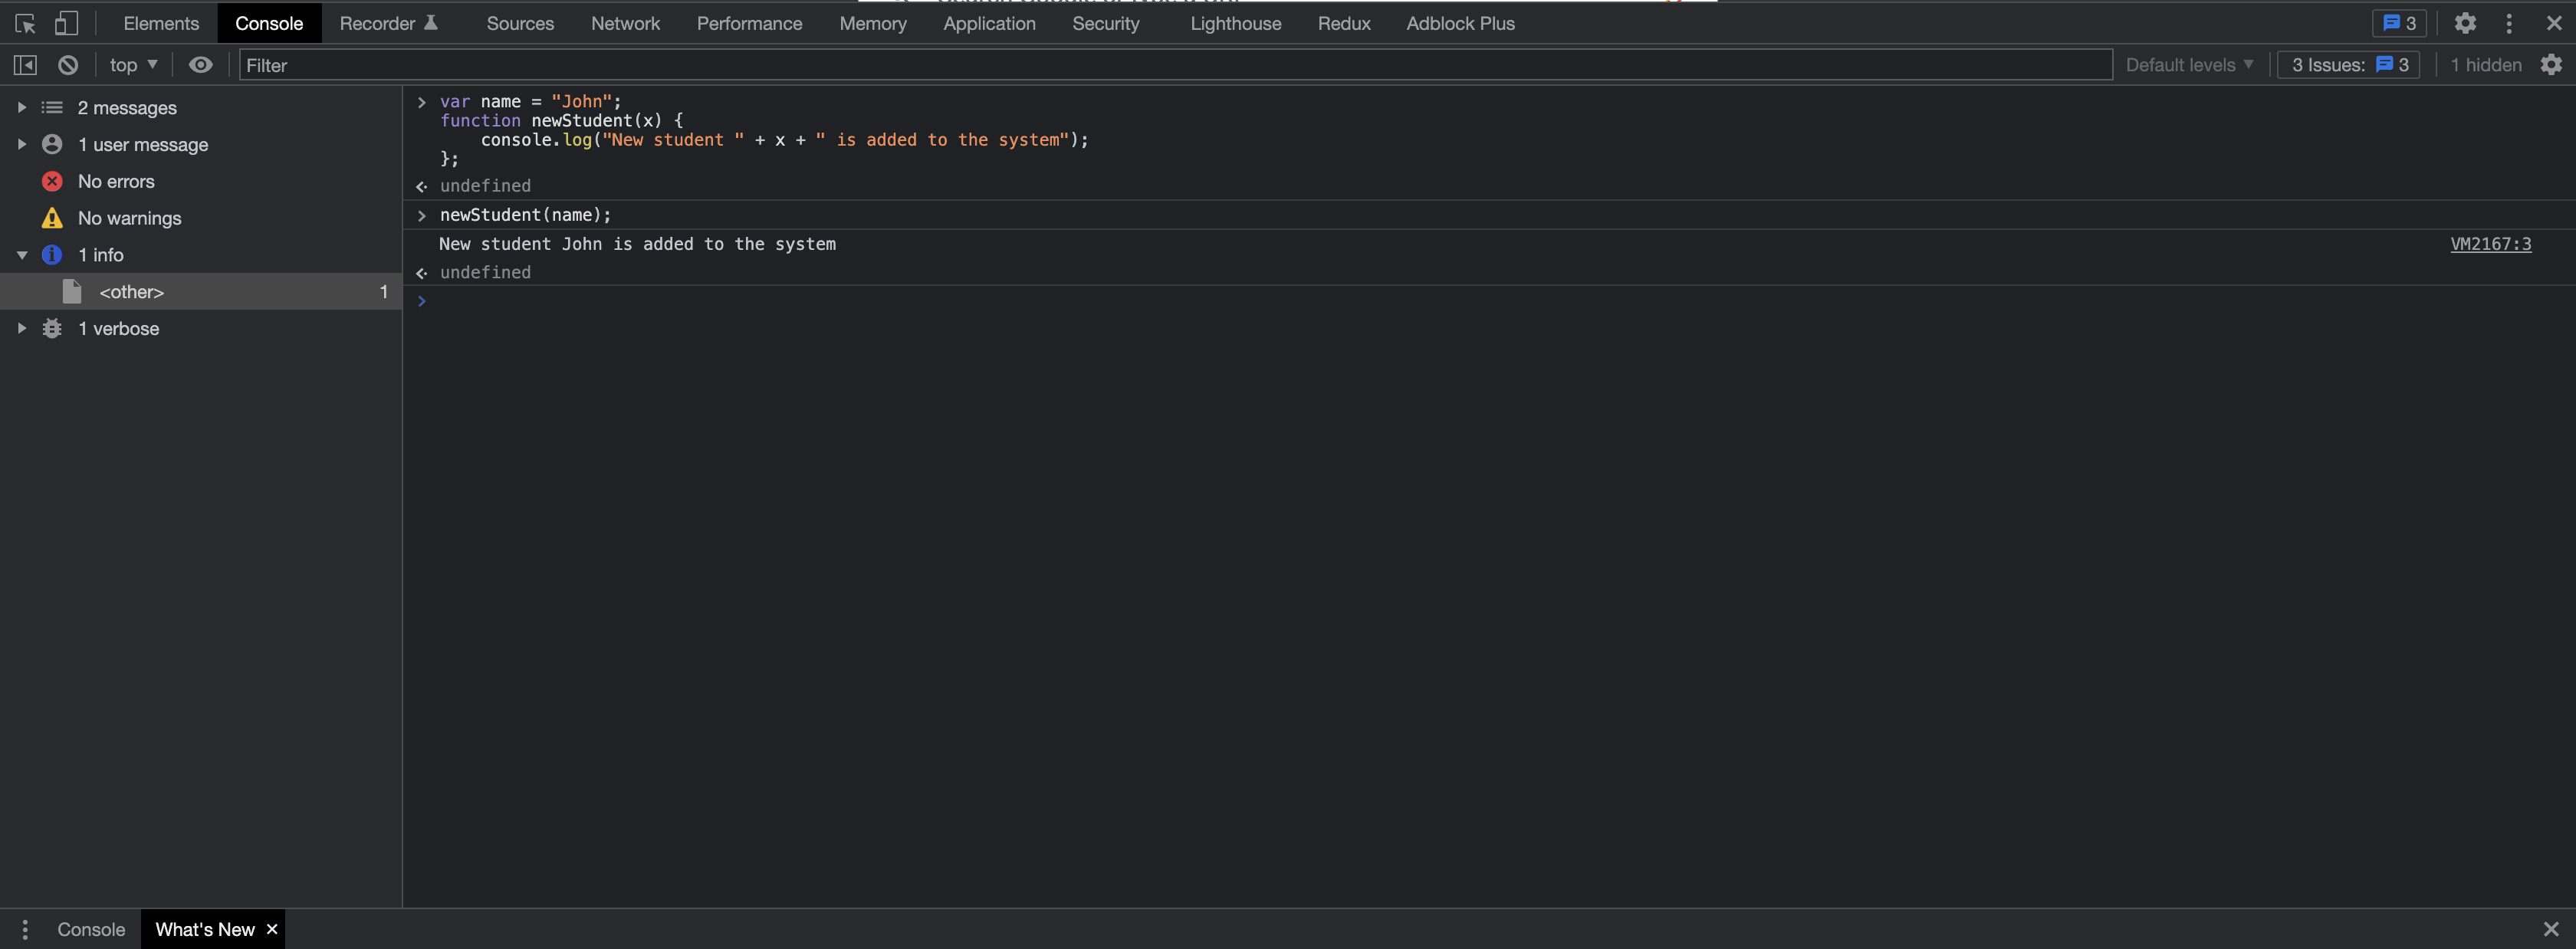 Elements Console Recorder Sources Network Performance Memory Application Security Lighthouse Redux Adblock Plus 3
top Filter Default levels 3 Issues: 3 1 hidden
2 messages
1 user message
No errors
No warnings
1 info
<other> 1
1 verbose
> var name = "John";
function newStudent(x) {
    console.log("New student " + x + " is added to the system");
};
undefined
> newStudent(name);
New student John is added to the system VM2167:3
undefined
>
Console What's New ×